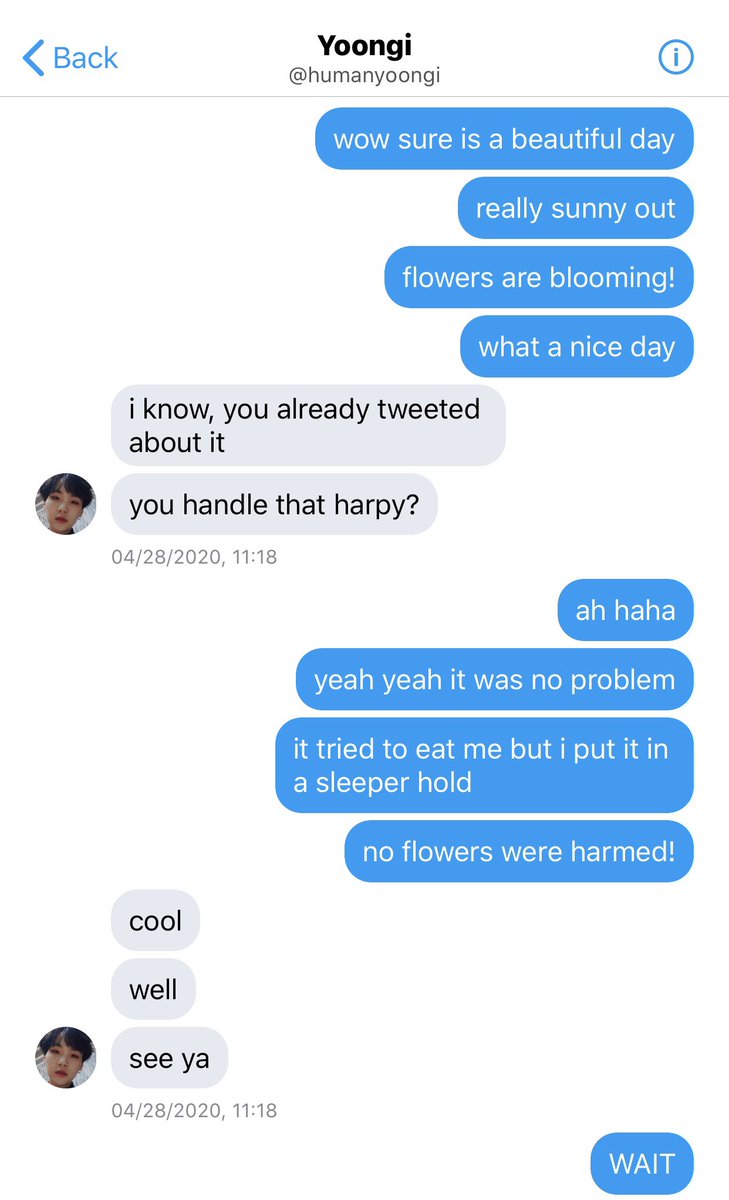 Back
Yoongi
@humanyoongi
i
wow sure is a beautiful day
really sunny out
flowers are blooming!
what a nice day
i know, you already tweeted
about it
you handle that harpy?
04/28/2020, 11:18
ah haha
yeah yeah it was no problem
it tried to eat me but i put it in
a sleeper hold
no flowers were harmed!
cool
well
see ya
04/28/2020, 11:18
WAIT